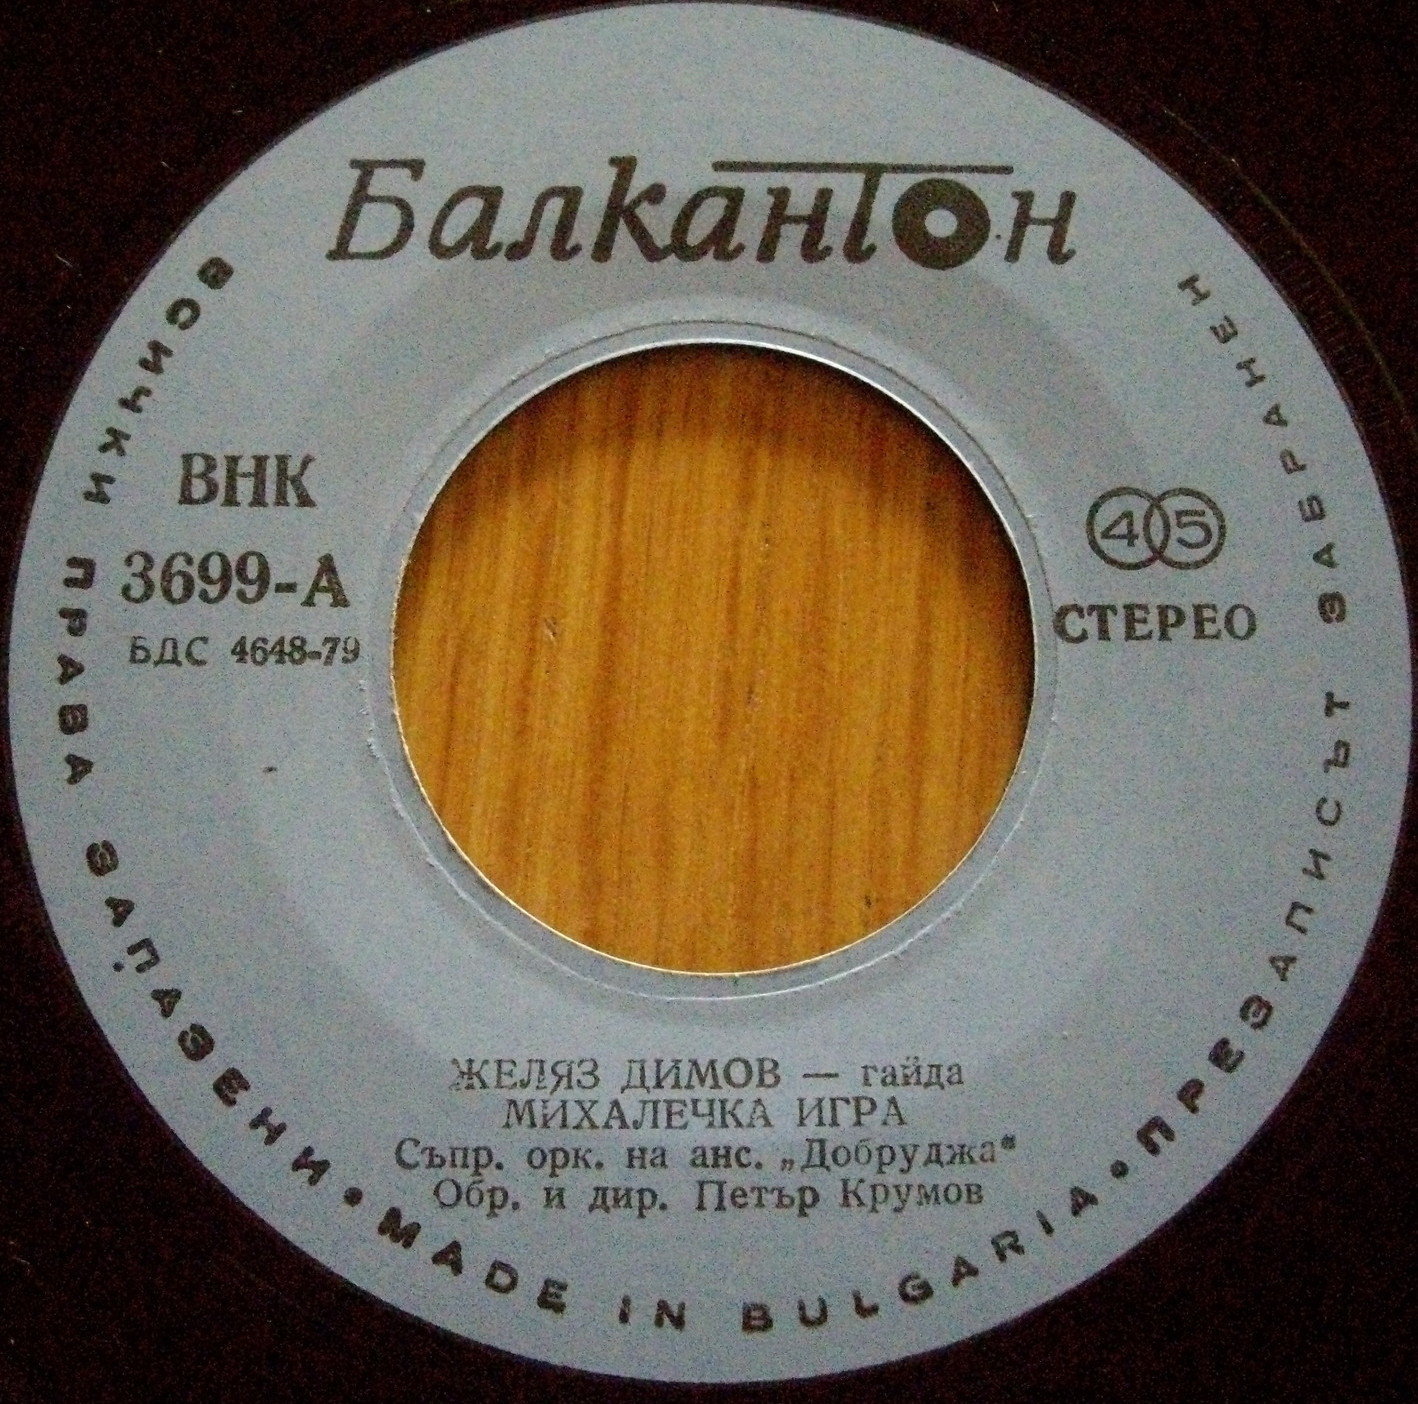 Балкантон
ВНК
3699-А
БДС 4648-79
45
СТЕРЕО
ЖЕЛЯЗ ДИМОВ — гайда
МИХАЛЕЧКА ИГРА
Съпр. орк. на анс. „Добруджа“
Обр. и дир. Петър Крумов
ВСИЧКИ ПРАВА ЗАПАЗЕНИ • MADE IN BULGARIA • ПРЕЗАПИСЪТ ЗАБРАНЕН